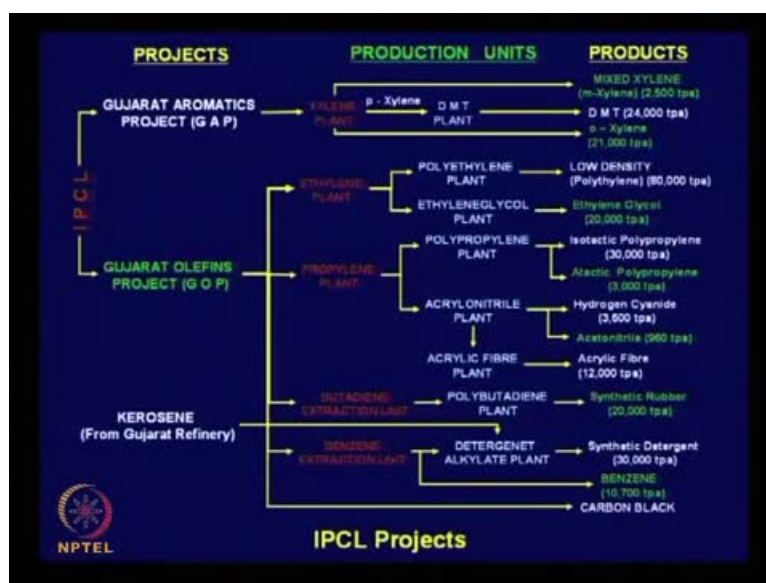 PROJECTS PRODUCTION UNITS PRODUCTS
IPCL
GUJARAT AROMATICS
PROJECT (G A P)
XYLENE
PLANT
p - Xylene
D M T
PLANT
MIXED XYLENE
(m-Xylene) (2,500 tpa)
D M T (24,000 tpa)
o – Xylene
(21,000 tpa)
GUJARAT OLEFINS
PROJECT (G O P)
ETHYLENE
PLANT
POLYETHYLENE
PLANT
LOW DENSITY
(Polythylene) (80,000 tpa)
ETHYLENEGLYCOL
PLANT
Ethylene Glycol
(20,000 tpa)
PROPYLENE
PLANT
POLYPROPYLENE
PLANT
Isotactic Polypropylene
(30,000 tpa)
Atactic Polypropylene
(3,000 tpa)
ACRYLONITRILE
PLANT
Hydrogen Cyanide
(3,600 tpa)
Acetonitrile (960 tpa)
ACRYLIC FIBRE
PLANT
Acrylic Fibre
(12,000 tpa)
BUTADIENE
EXTRACTION UNIT
POLYBUTADIENE
PLANT
Synthetic Rubber
(20,000 tpa)
KEROSENE
(From Gujarat Refinery)
BENZENE
EXTRACTION UNIT
DETERGENET
ALKYLATE PLANT
Synthetic Detergent
(30,000 tpa)
BENZENE
(10,700 tpa)
CARBON BLACK
IPCL Projects
NPTEL